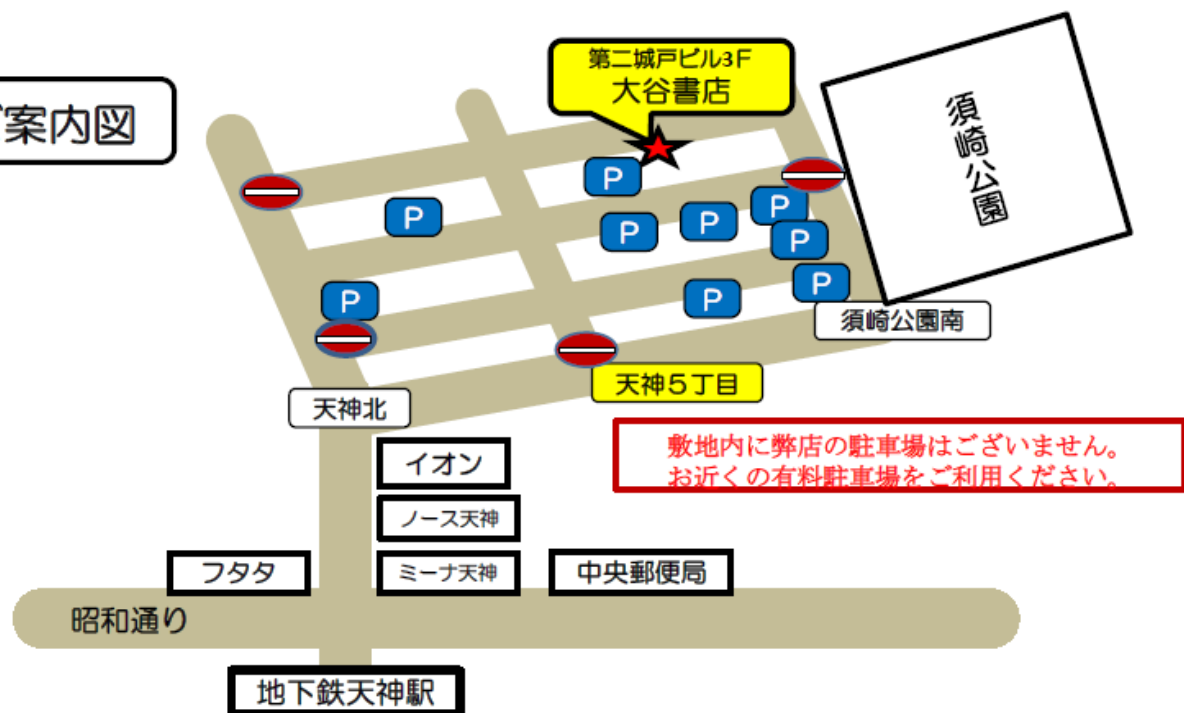 案内図
第二城戸ビル3F
大谷書店
須崎公園
P
P
P
P
P
P
P
P
P
須崎公園南
天神5丁目
天神北
敷地内に弊店の駐車場はございません。
お近くの有料駐車場をご利用ください。
イオン
ノース天神
フタタ
ミーナ天神
中央郵便局
昭和通り
地下鉄天神駅